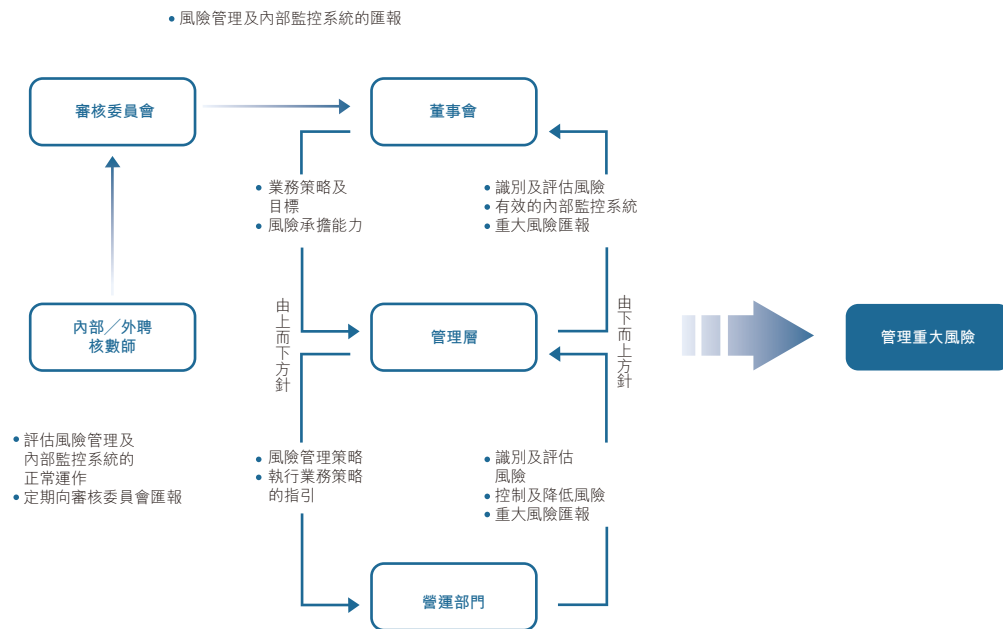 • 風險管理及內部監控系統的匯報
審核委員會
董事會
• 業務策略及
目標
• 風險承擔能力
• 識別及評估風險
• 有效的內部監控系統
• 重大風險匯報
由上而下方針
由下而上方針
內部／外聘
核數師
管理層
管理重大風險
• 評估風險管理及
內部監控系統的
正常運作
• 定期向審核委員會匯報
• 風險管理策略
• 執行業務策略
的指引
• 識別及評估
風險
• 控制及降低風險
• 重大風險匯報
營運部門